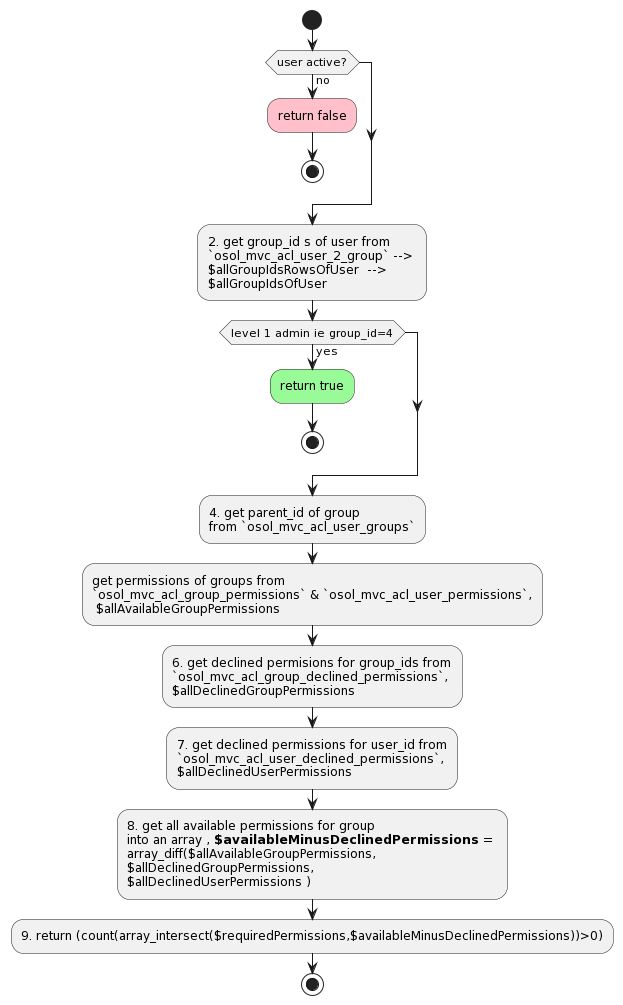 user active?
no
return false
2. get group_id s of user from
`osol_mvc_acl_user_2_group` -->
$allGroupIdsRowsOfUser  -->
$allGroupIdsOfUser
level 1 admin ie group_id=4
yes
return true
4. get parent_id of group
from `osol_mvc_acl_user_groups`
get permissions of groups from
`osol_mvc_acl_group_permissions` & `osol_mvc_acl_user_permissions`,
$allAvailableGroupPermissions
6. get declined permisions for group_ids from
`osol_mvc_acl_group_declined_permissions`,
$allDeclinedGroupPermissions
7. get declined permissions for user_id from
`osol_mvc_acl_user_declined_permissions`,
$allDeclinedUserPermissions
8. get all available permissions for group
into an array , $availableMinusDeclinedPermissions =
array_diff($allAvailableGroupPermissions,
$allDeclinedGroupPermissions,
$allDeclinedUserPermissions )
9. return (count(array_intersect($requiredPermissions,$availableMinusDeclinedPermissions))>0)